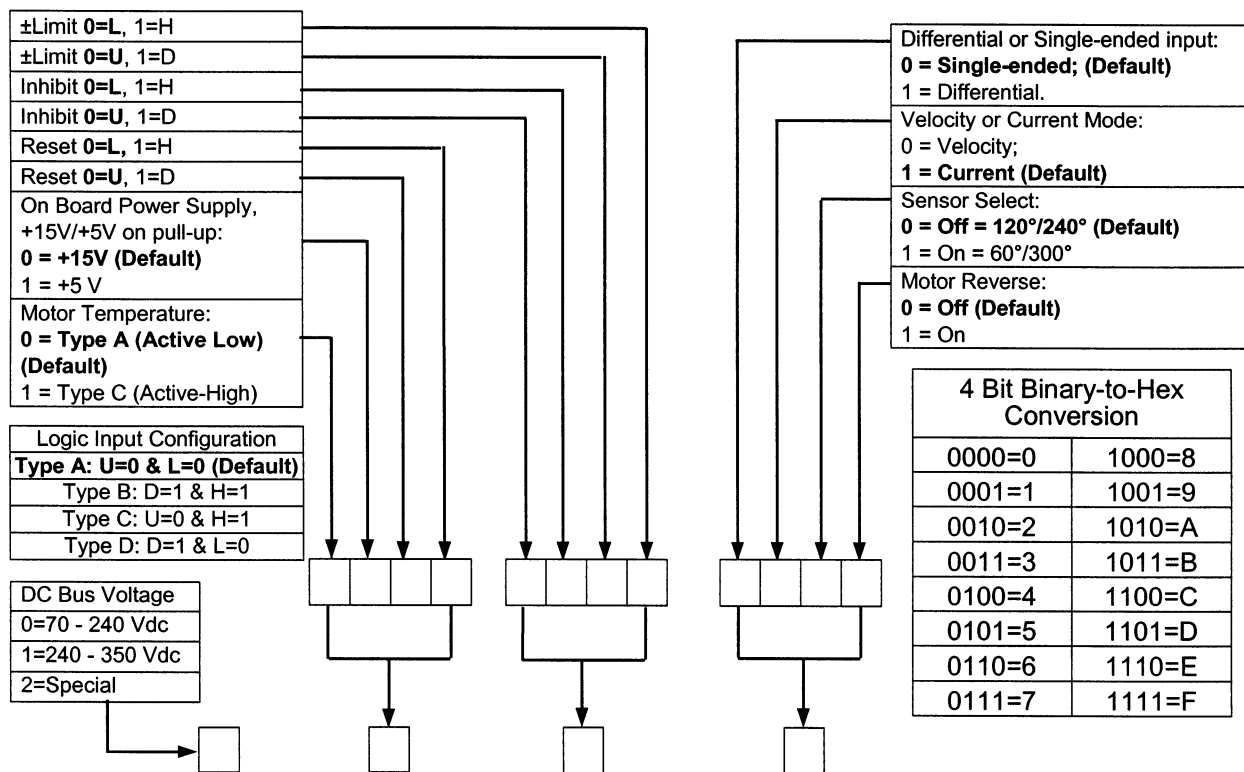 ±Limit 0=L, 1=H
±Limit 0=U, 1=D
Inhibit 0=L, 1=H
Inhibit 0=U, 1=D
Reset 0=L, 1=H
Reset 0=U, 1=D
On Board Power Supply,
+15V/+5V on pull-up:
0 = +15V (Default)
1 = +5 V
Motor Temperature:
0 = Type A (Active Low)
(Default)
1 = Type C (Active-High)
Logic Input Configuration
Type A: U=0 & L=0 (Default)
Type B: D=1 & H=1
Type C: U=0 & H=1
Type D: D=1 & L=0
DC Bus Voltage
0=70 - 240 Vdc
1=240 - 350 Vdc
2=Special
Differential or Single-ended input:
0 = Single-ended; (Default)
1 = Differential.
Velocity or Current Mode:
0 = Velocity;
1 = Current (Default)
Sensor Select:
0 = Off = 120°/240° (Default)
1 = On = 60°/300°
Motor Reverse:
0 = Off (Default)
1 = On
4 Bit Binary-to-Hex
Conversion
0000=0 1000=8
0001=1 1001=9
0010=2 1010=A
0011=3 1011=B
0100=4 1100=C
0101=5 1101=D
0110=6 1110=E
0111=7 1111=F